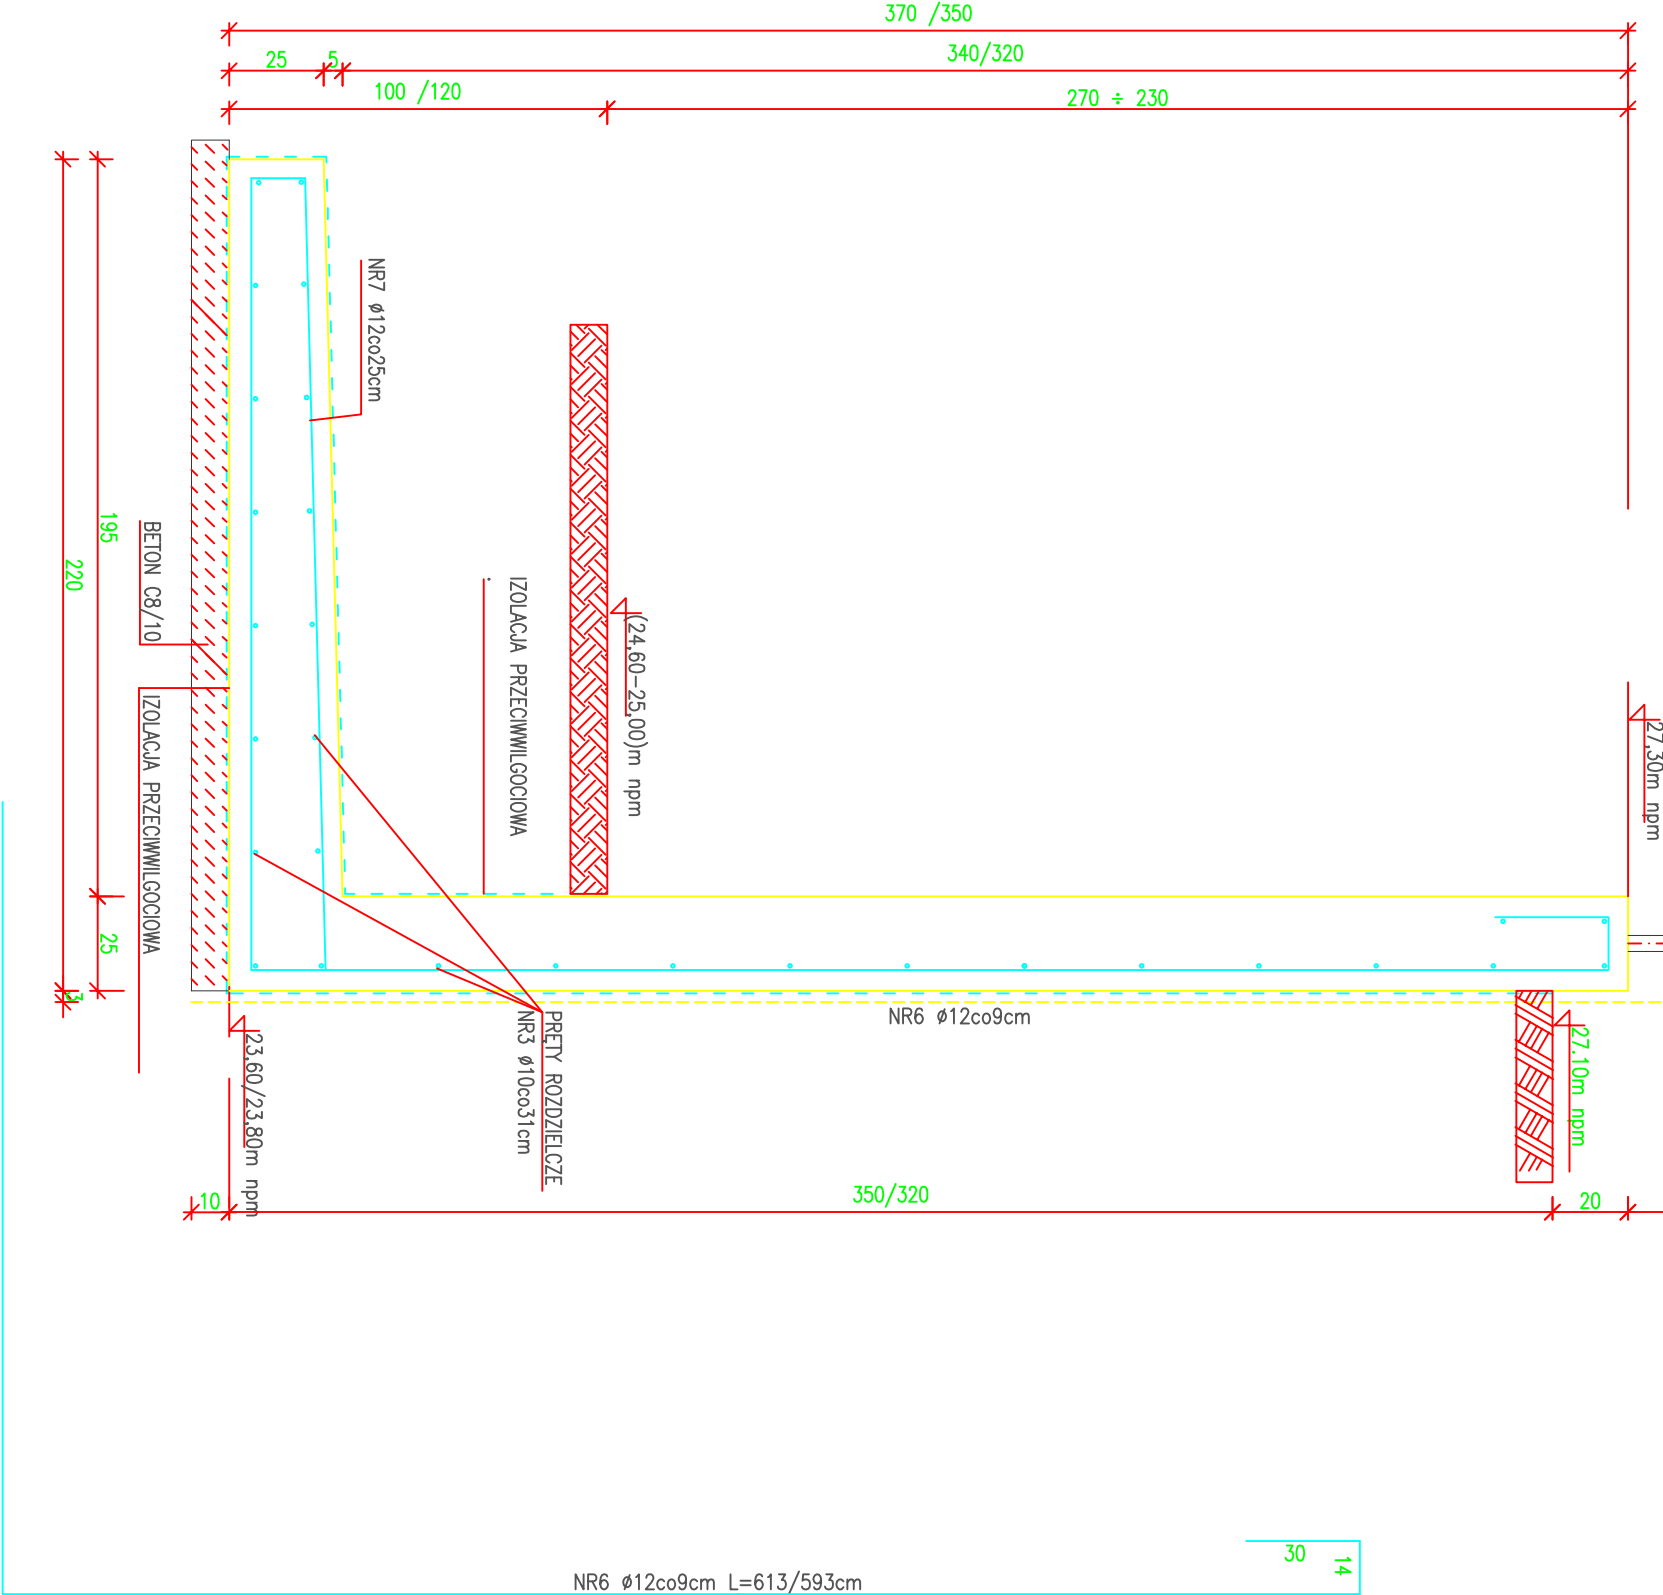 370 /350
340/320
25
5
100 /120
270 ÷ 230
NR7 ø12co25cm
195
220
BETON C8/10
IZOLACJA PRZECIWWILGOCIOWA
(24,60-25,00)m npm
27,30m npm
IZOLACJA PRZECIWWILGOCIOWA
25
3
NR6 ø12co9cm
PRĘTY ROZDZIELCZE
NR3 ø10co31cm
23,60/23,80m npm
27.10m npm
10
350/320
20
30
14
NR6 ø12co9cm L=613/593cm